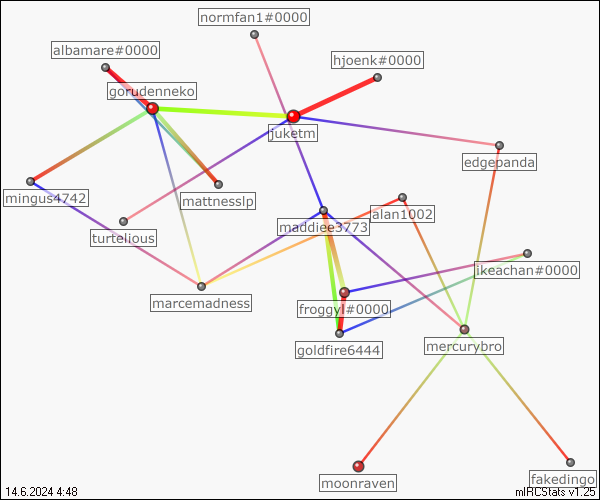 normfan1#0000
albamare#0000
hjoenk#0000
gorudenneko
juketm
edgepanda
mingus4742
mattnesslp
alan1002
maddiee3773
turtelious
ikeachan#0000
marcemadness
froggyl#0000
goldfire6444
mercurybro
moonraven
fakedingo
14.6.2024 4:48
mIRCStats v1.25